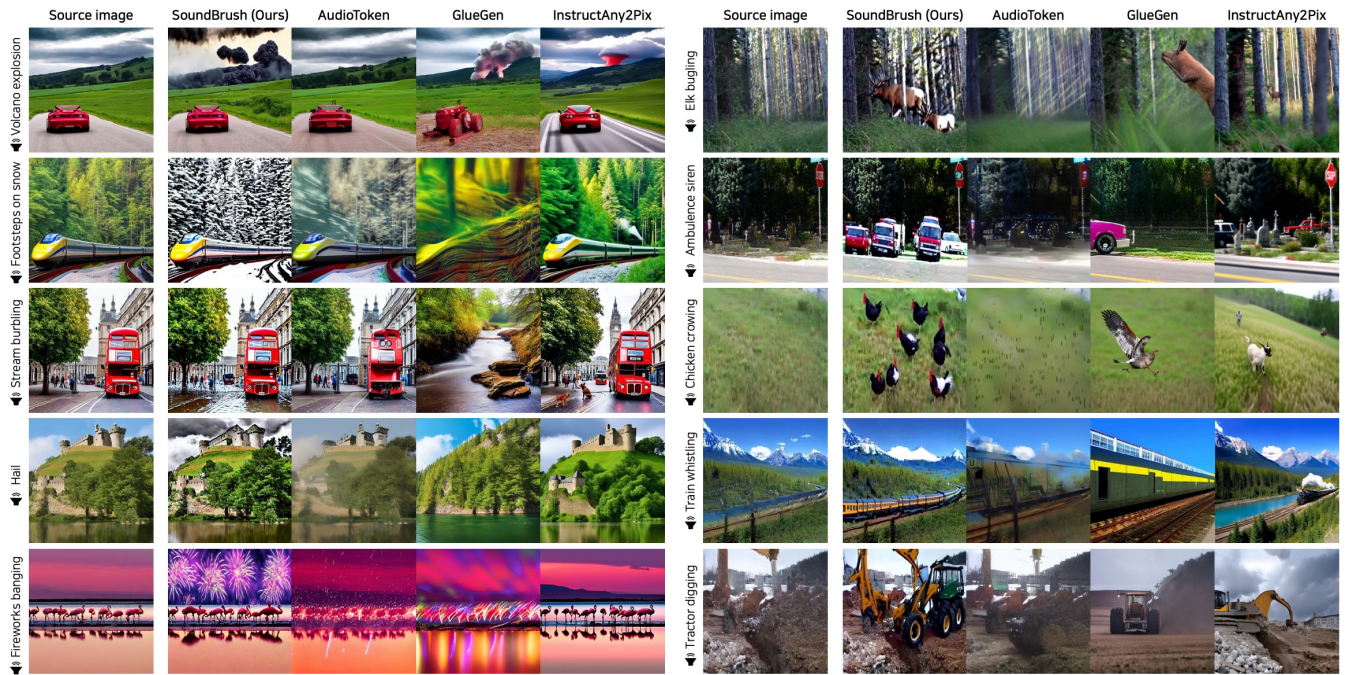 Source image SoundBrush (Ours) AudioToken GlueGen InstructAny2Pix
Volcano explosion
Footsteps on snow
Stream burbling
Hail
Fireworks banging
Source image SoundBrush (Ours) AudioToken GlueGen InstructAny2Pix
Elk bugling
Ambulence siren
Chicken crowing
Train whistling
Tractor digging